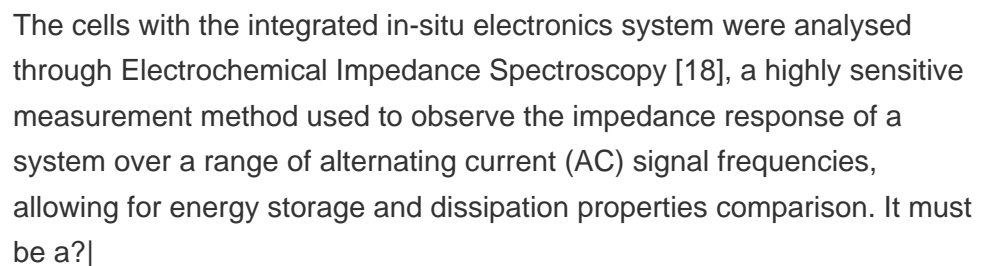 The cells with the integrated in-situ electronics system were analysed
through Electrochemical Impedance Spectroscopy [18], a highly sensitive
measurement method used to observe the impedance response of a
system over a range of alternating current (AC) signal frequencies,
allowing for energy storage and dissipation properties comparison. It must
be a?|